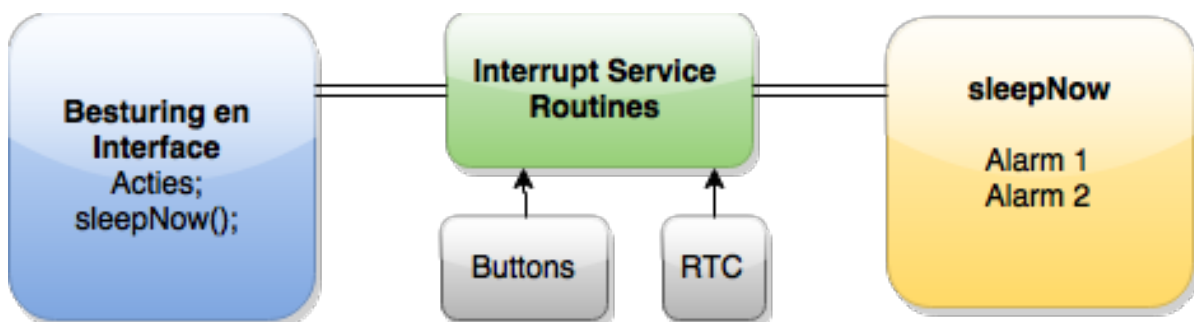 Besturing en
Interface
Acties;
sleepNow();
Interrupt Service
Routines
Buttons
RTC
sleepNow
Alarm 1
Alarm 2